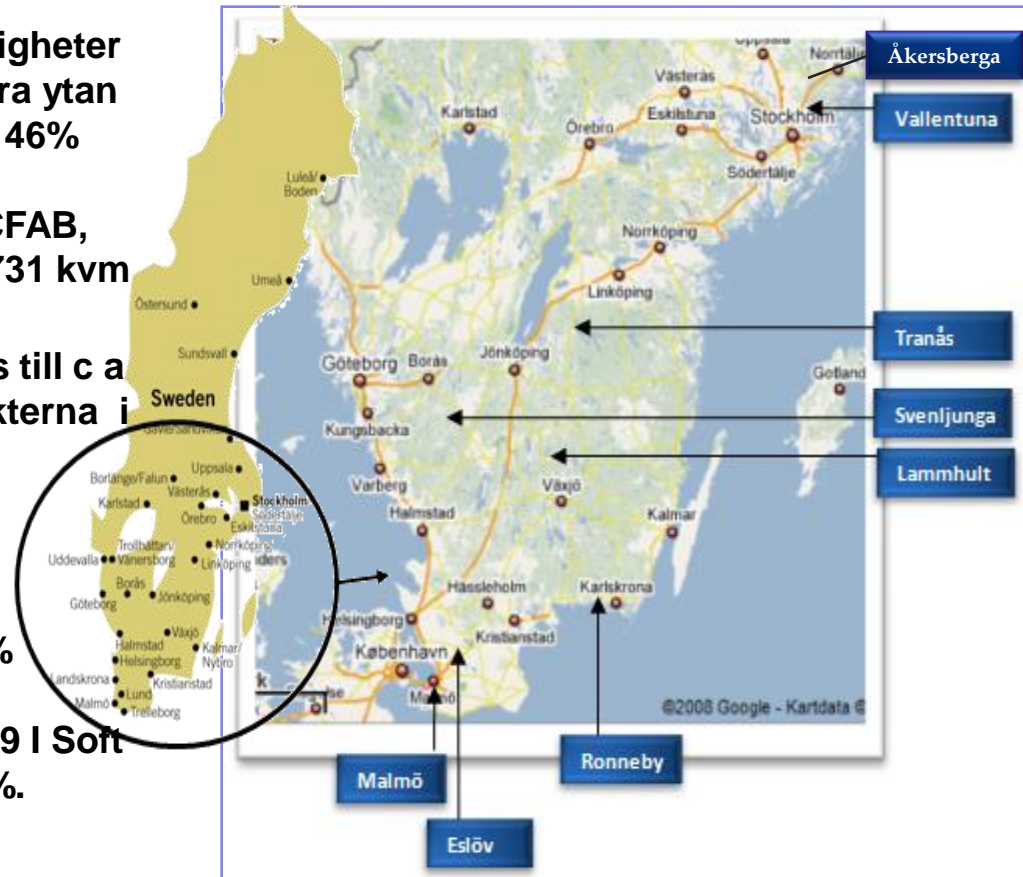 igheter
ra ytan
46%
CFAB,
731 kvm
s till c a
kterna i
%
9 I Soft
%.
Luleå/
Boden
Umeå
Östersund
Sundsvall
Sweden
Borlänge/Falun
Uppsala
Västerås
Karlstad
Stockholm
Södertälje
Örebro
Eskilstuna
Norrköping
Trollhättan/
Uddevalla
Vänersborg
Linköping
Borås
Göteborg
Jönköping
Växjö
Halmstad
Kalmar/
Nybro
Helsingborg
Landskrona
Kristianstad
Lund
Malmö
Trelleborg
Uppsala
Norrtälje
Västerås
Karlstad
Örebro
Eskilstuna
Stockholm
Södertälje
Norrköping
Linköping
Göteborg
Borås
Jönköping
Gotland
Kungsbacka
Varberg
Växjö
Halmstad
Kalmar
Hässleholm
Karlskrona
Helsingborg
Kristianstad
København
Malmö
©2008 Google - Kartdata ©
Åkersberga
Vallentuna
Tranås
Svenljunga
Lammhult
Ronneby
Malmö
Eslöv